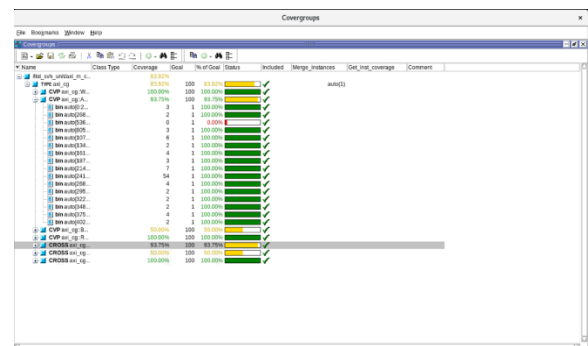 Covergroups
File Bookmarks Window Help
Covergroups
Name Class Type Coverage Goal % of Goal Status Included Merge_instances Get_inst_coverage Comment
83.92%
TYPE axi_cg 83.92% 100 83.92% auto(1)
CVP axi_cg::W... 100.00% 100 100.00%
CVP axi_cg::A... 93.75% 100 93.75%
bin auto[0:2... 3 1 100.00%
bin auto[268... 2 1 100.00%
bin auto[536... 0 1 0.00%
bin auto[805... 3 1 100.00%
bin auto[107... 6 1 100.00%
bin auto[134... 2 1 100.00%
bin auto[161... 4 1 100.00%
bin auto[187... 3 1 100.00%
bin auto[214... 7 1 100.00%
bin auto[241... 54 1 100.00%
bin auto[268... 4 1 100.00%
bin auto[295... 2 1 100.00%
bin auto[322... 2 1 100.00%
bin auto[348... 2 1 100.00%
bin auto[375... 4 1 100.00%
bin auto[402... 2 1 100.00%
CVP axi_cg::B... 50.00% 100 50.00%
CVP axi_cg::R... 100.00% 100 100.00%
CROSS axi_cg... 93.75% 100 93.75%
CROSS axi_cg... 50.00% 100 50.00%
CROSS axi_cg... 100.00% 100 100.00%